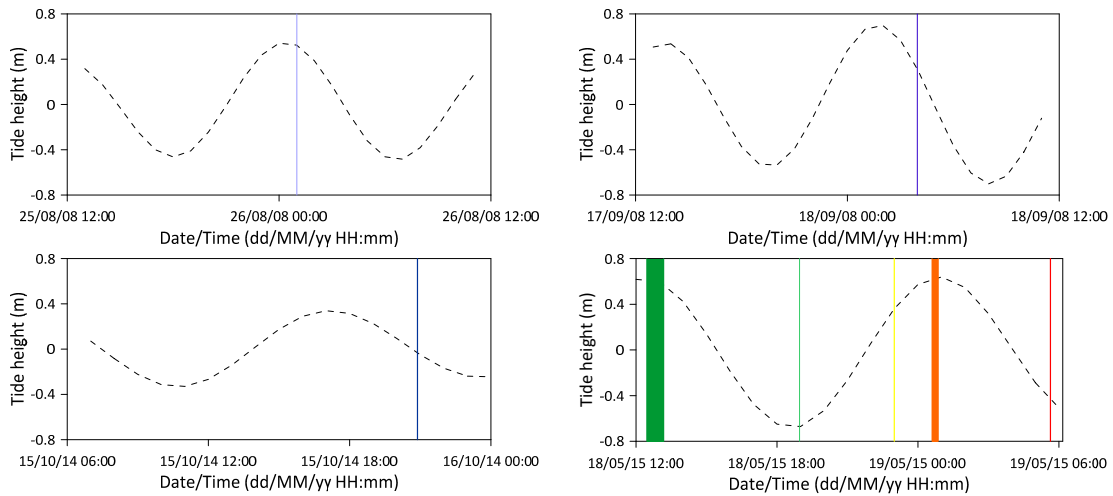 0.8
0.4
0
-0.4
-0.8
Tide height (m)
25/08/08 12:00 26/08/08 00:00 26/08/08 12:00
Date/Time (dd/MM/yy HH:mm)
0.8
0.4
0
-0.4
-0.8
Tide height (m)
17/09/08 12:00 18/09/08 00:00 18/09/08 12:00
Date/Time (dd/MM/yy HH:mm)
0.8
0.4
0
-0.4
-0.8
Tide height (m)
15/10/14 06:00 15/10/14 12:00 15/10/14 18:00 16/10/14 00:00
Date/Time (dd/MM/yy HH:mm)
0.8
0.4
0
-0.4
-0.8
Tide height (m)
18/05/15 12:00 18/05/15 18:00 19/05/15 00:00 19/05/15 06:00
Date/Time (dd/MM/yy HH:mm)